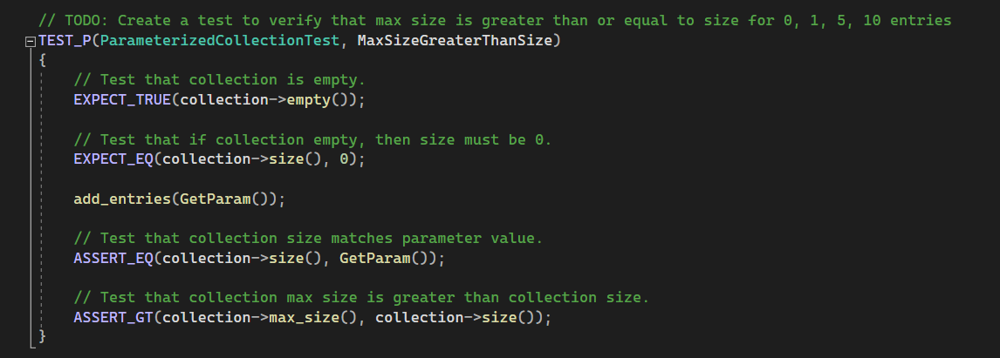 // TODO: Create a test to verify that max size is greater than or equal to size for 0, 1, 5, 10 entries
TEST_P(ParameterizedCollectionTest, MaxSizeGreaterThanSize)
{
// Test that collection is empty.
EXPECT_TRUE(collection->empty());
// Test that if collection empty, then size must be 0.
EXPECT_EQ(collection->size(), 0);
add_entries(GetParam());
// Test that collection size matches parameter value.
ASSERT_EQ(collection->size(), GetParam());
// Test that collection max size is greater than collection size.
ASSERT_GT(collection->max_size(), collection->size());
}